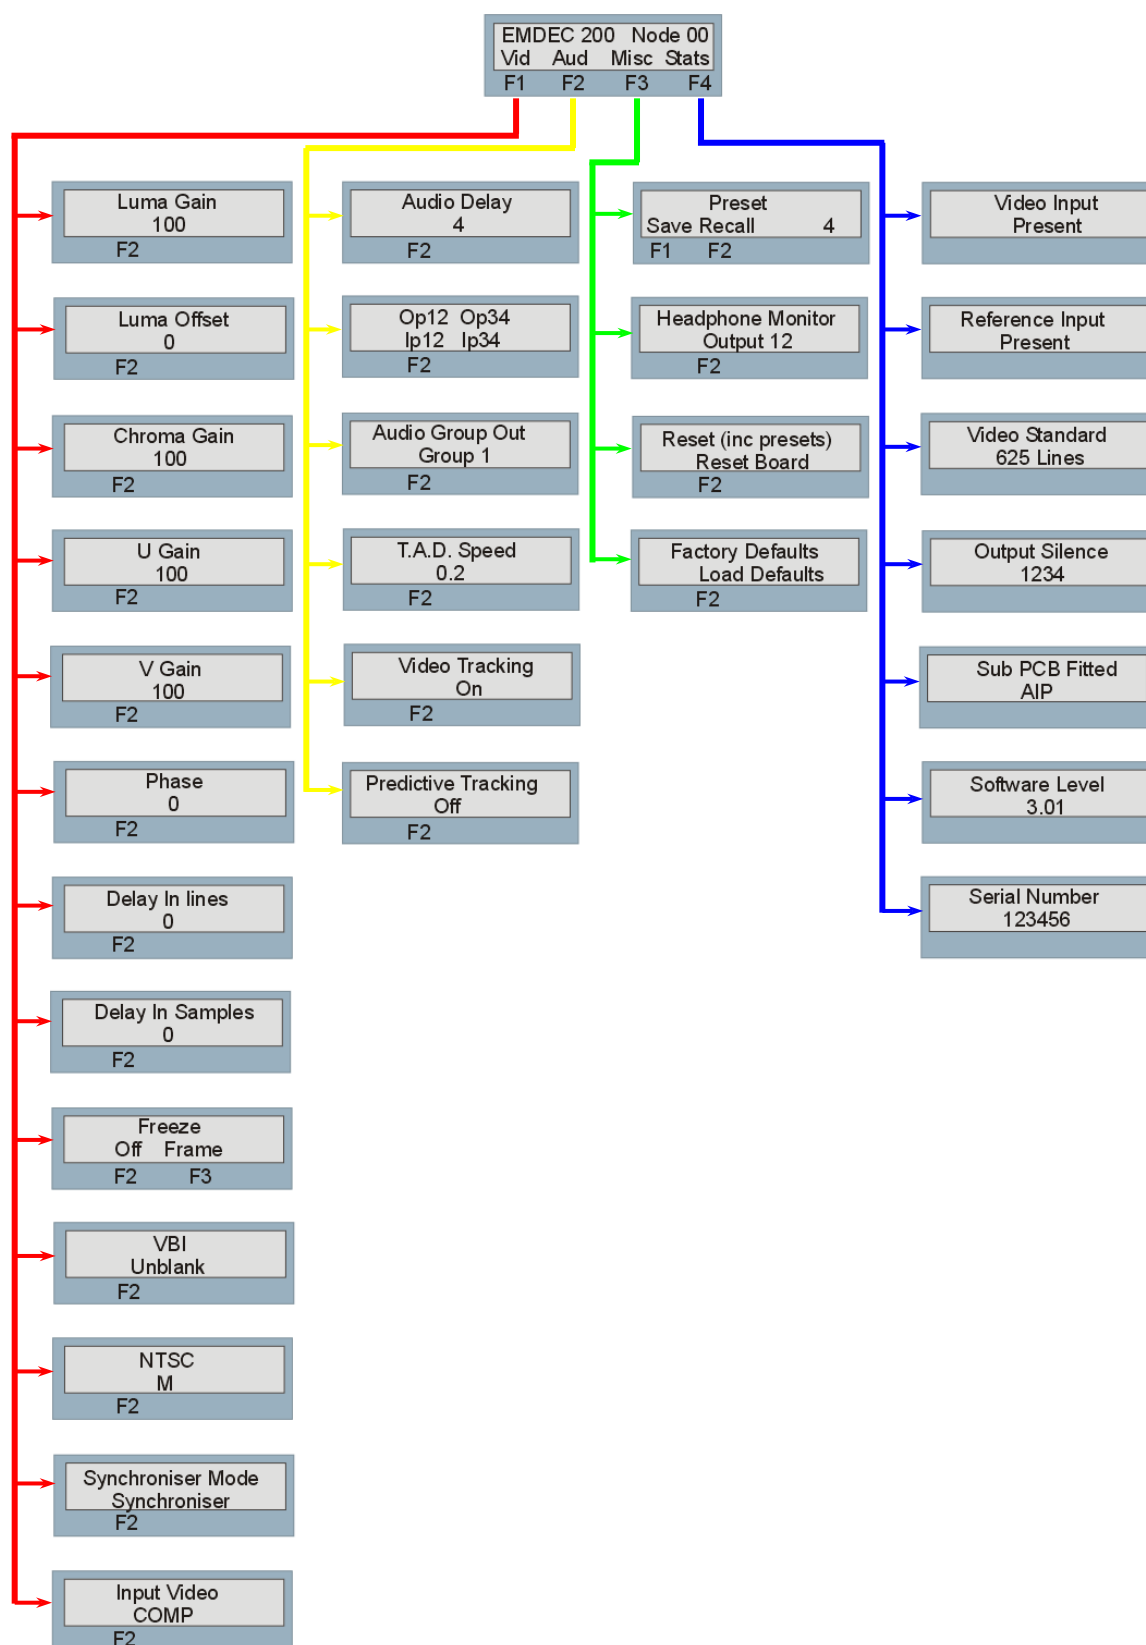 EMDEC 200 Node 00
Vid Aud Misc Stats
F1 F2 F3 F4
Luma Gain
100
F2
Luma Offset
0
F2
Chroma Gain
100
F2
U Gain
100
F2
V Gain
100
F2
Phase
0
F2
Delay In lines
0
F2
Delay In Samples
0
F2
Freeze
Off Frame
F2 F3
VBI
Unblank
F2
NTSC
M
F2
Synchroniser Mode
Synchroniser
F2
Input Video
COMP
F2
Audio Delay
4
F2
Op12 Op34
Ip12 Ip34
F2
Audio Group Out
Group 1
F2
T.A.D. Speed
0.2
F2
Video Tracking
On
F2
Predictive Tracking
Off
F2
Preset
Save Recall 4
F1 F2
Headphone Monitor
Output 12
F2
Reset (inc presets)
Reset Board
F2
Factory Defaults
Load Defaults
F2
Video Input
Present
Reference Input
Present
Video Standard
625 Lines
Output Silence
1234
Sub PCB Fitted
AIP
Software Level
3.01
Serial Number
123456